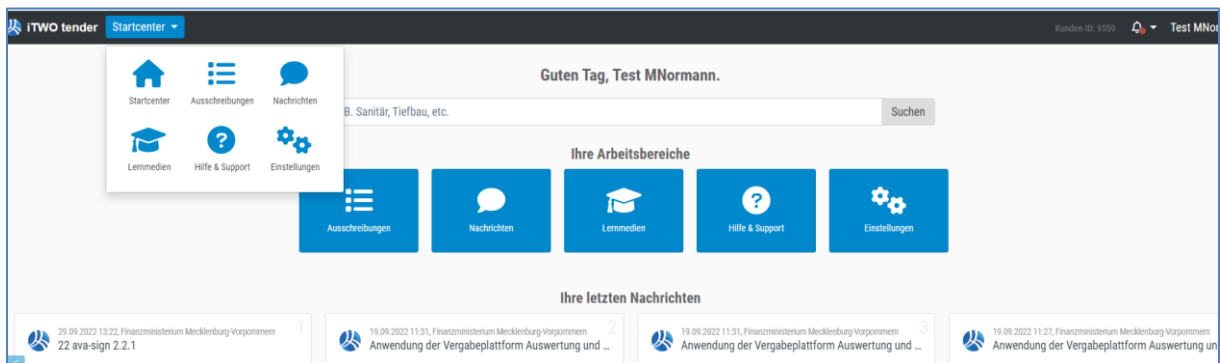 iTWO tender Startcenter Kunden-ID: 9559 Test MNor
Startcenter Ausschreibungen Nachrichten
Lernmedien Hilfe & Support Einstellungen
Guten Tag, Test MNormann.
B. Sanitär, Tiefbau, etc. Suchen
Ihre Arbeitsbereiche
Ausschreibungen Nachrichten Lernmedien Hilfe & Support Einstellungen
Ihre letzten Nachrichten
29.09.2022 13:22, Finanzministerium Mecklenburg-Vorpommern 1
22 ava-sign 2.2.1
19.09.2022 11:31, Finanzministerium Mecklenburg-Vorpommern 2
Anwendung der Vergabeplattform Auswertung und ...
19.09.2022 11:31, Finanzministerium Mecklenburg-Vorpommern 3
Anwendung der Vergabeplattform Auswertung und ...
19.09.2022 11:27, Finanzministerium Mecklenburg-Vorpommern
Anwendung der Vergabeplattform Auswertung un